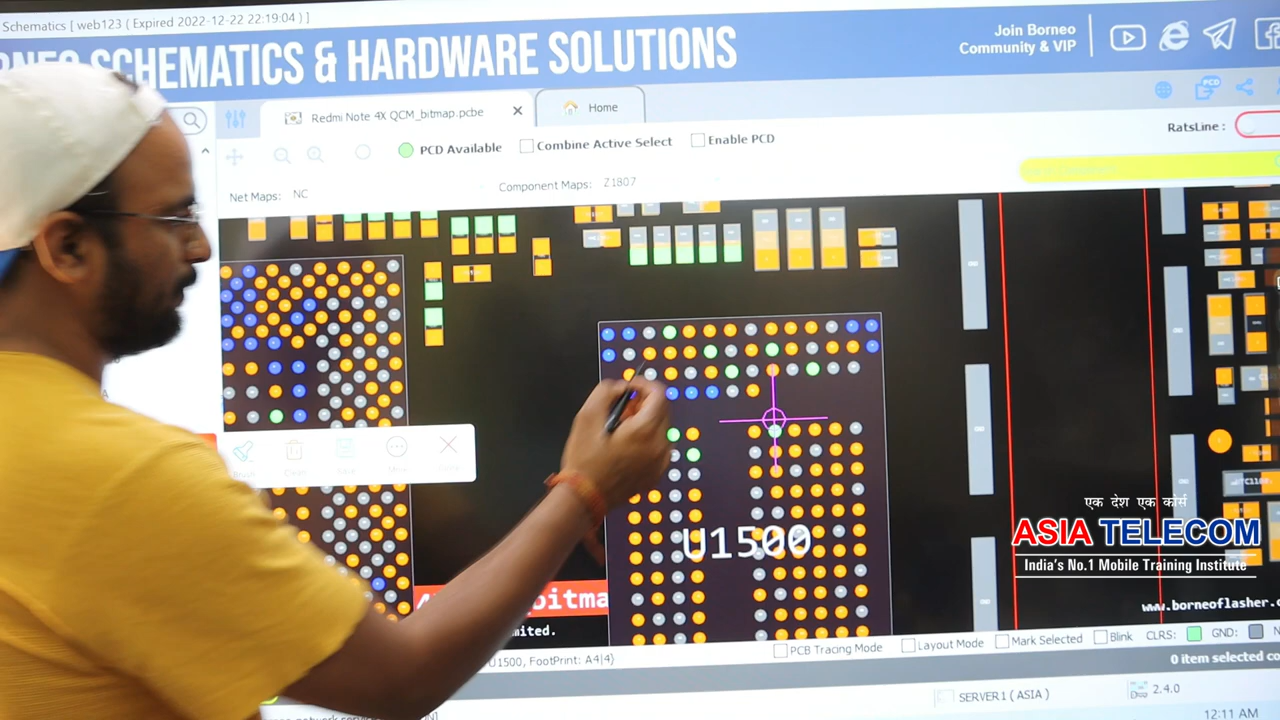 Schematics [ web123 ( Expired 2022-12-22 22:19:04 ) ]
SCHEMATICS & HARDWARE SOLUTIONS
Join Borneo
Community & VIP
Redmi Note 4X QCM_bitmap.pcbe
Home
RatsLine :
PCD Available
Combine Active Select
Enable PCD
Net Maps: NC
Component Maps: Z1807
U1500
एक देश एक कोर्स
ASIA TELECOM
India's No.1 Mobile Training Institute
bitma
www.borneoflasher.c
mited.
PCB Tracing Mode
Layout Mode
Mark Selected
Blink
CLRS:
GND:
N
U1500, FootPrint: A4(4)
0 item selected co
SERVER1 ( ASIA )
2.4.0
12:11 AM